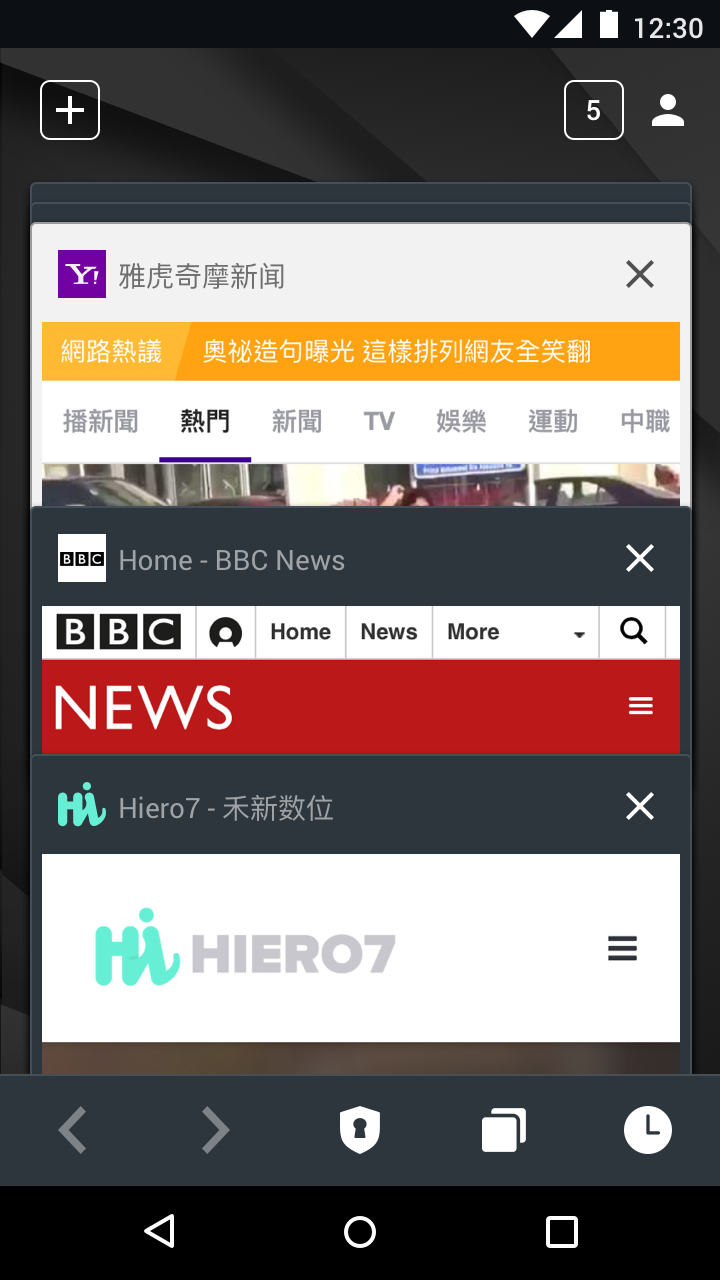 12:30
5
Y! 雅虎奇摩新闻
網路熱議 奧祕造句曝光 這樣排列網友全笑翻
播新聞 熱門 新聞 TV 娛樂 運動 中職
BBC Home - BBC News
BBC Home News More
NEWS
Hi Hiero7 - 禾新数位
Hi HIERO7